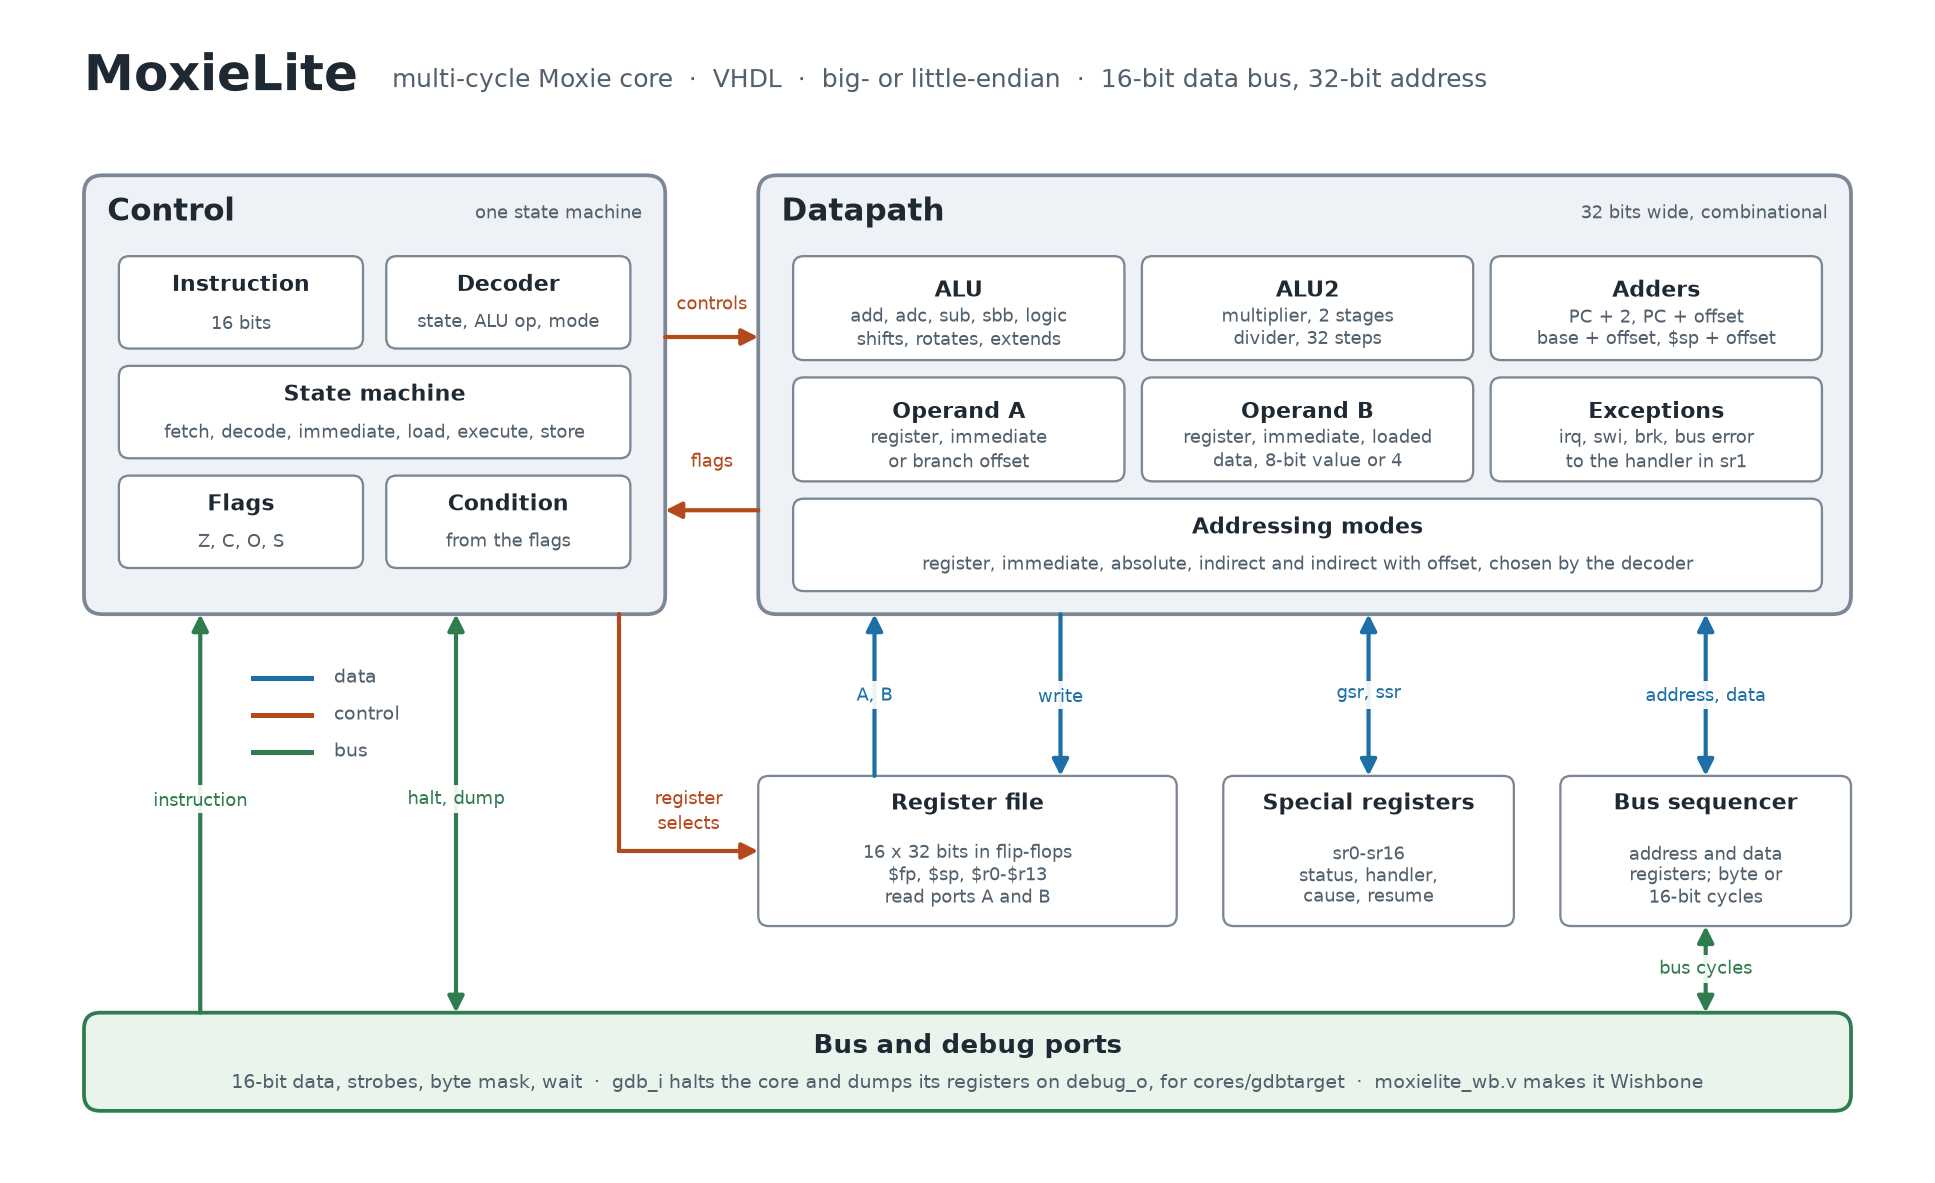 MoxieLite
multi-cycle Moxie core · VHDL · big- or little-endian · 16-bit data bus, 32-bit address
Control
one state machine
Instruction
16 bits
Decoder
state, ALU op, mode
State machine
fetch, decode, immediate, load, execute, store
Flags
Z, C, O, S
Condition
from the flags
controls
flags
Datapath
32 bits wide, combinational
ALU
add, adc, sub, sbb, logic
shifts, rotates, extends
ALU2
multiplier, 2 stages
divider, 32 steps
Adders
PC + 2, PC + offset
base + offset, $sp + offset
Operand A
register, immediate
or branch offset
Operand B
register, immediate, loaded
data, 8-bit value or 4
Exceptions
irq, swi, brk, bus error
to the handler in sr1
Addressing modes
register, immediate, absolute, indirect and indirect with offset, chosen by the decoder
data
control
bus
instruction
halt, dump
register
selects
A, B
write
gsr, ssr
address, data
Register file
16 x 32 bits in flip-flops
$fp, $sp, $r0-$r13
read ports A and B
Special registers
sr0-sr16
status, handler,
cause, resume
Bus sequencer
address and data
registers; byte or
16-bit cycles
bus cycles
Bus and debug ports
16-bit data, strobes, byte mask, wait · gdb_i halts the core and dumps its registers on debug_o, for cores/gdbtarget · moxielite_wb.v makes it Wishbone